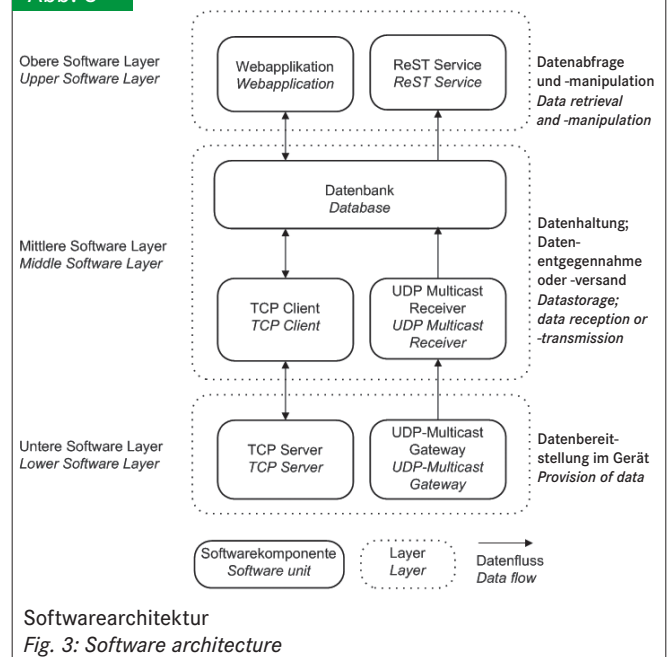 Obere Software Layer
Upper Software Layer
Webapplikation
Webapplication
ReST Service
ReST Service
Datenabfrage
und -manipulation
Data retrieval
and -manipulation
Datenbank
Database
Mittlere Software Layer
Middle Software Layer
TCP Client
TCP Client
UDP Multicast
Receiver
UDP Multicast
Receiver
Datenhaltung;
Daten-
entgegennahme
oder -versand
Datastorage;
data reception or
-transmission
Untere Software Layer
Lower Software Layer
TCP Server
TCP Server
UDP-Multicast
Gateway
UDP-Multicast
Gateway
Datenbereit-
stellung im Gerät
Provision of data
Softwarekomponente
Software unit
Layer
Layer
Datenfluss
Data flow
Softwarearchitektur
Fig. 3: Software architecture